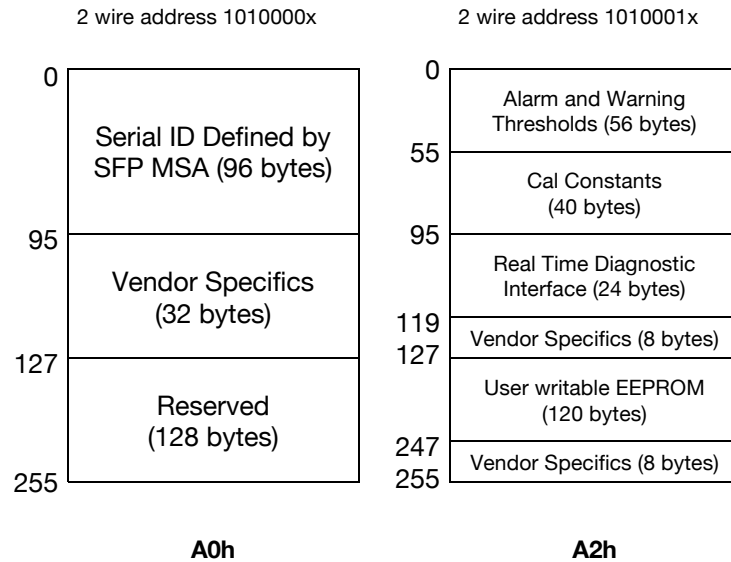 2 wire address 1010000x
0
Serial ID Defined by
SFP MSA (96 bytes)
95
Vendor Specifics
(32 bytes)
127
Reserved
(128 bytes)
255
A0h
2 wire address 1010001x
0
Alarm and Warning
Thresholds (56 bytes)
55
Cal Constants
(40 bytes)
95
Real Time Diagnostic
Interface (24 bytes)
119
Vendor Specifics (8 bytes)
127
User writable EEPROM
(120 bytes)
247
Vendor Specifics (8 bytes)
255
A2h